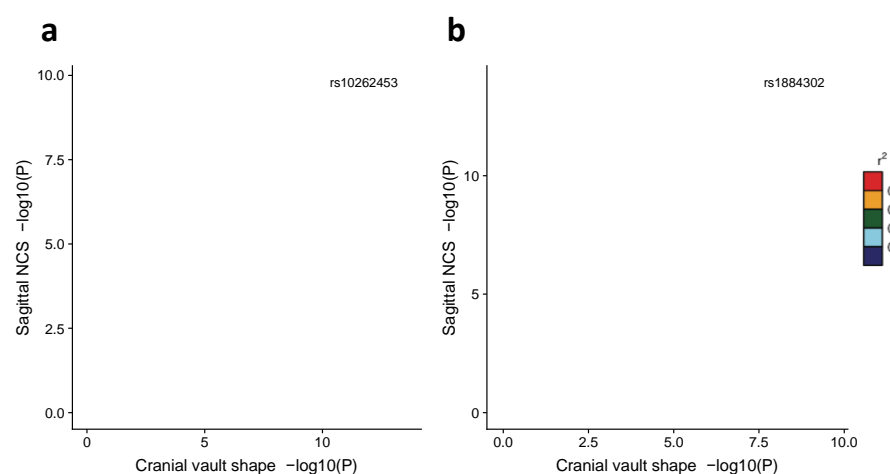 a
b
10.0
7.5
5.0
2.5
0.0
Sagittal NCS −log10(P)
rs10262453
0
5
10
Cranial vault shape −log10(P)
10
5
0
Sagittal NCS −log10(P)
rs1884302
0.0
2.5
5.0
7.5
10.0
Cranial vault shape −log10(P)
r²